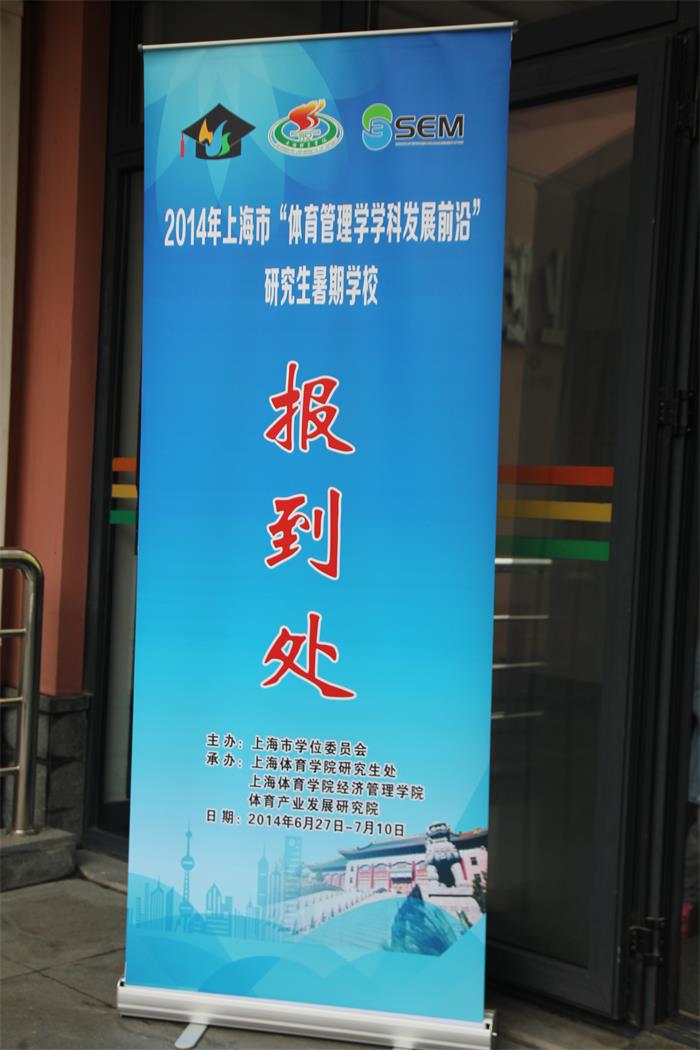 SEM
2014年上海市“体育管理学学科发展前沿”
研究生暑期学校
报
到
处
主 办：上海市学位委员会
承 办：上海体育学院研究生处
上海体育学院经济管理学院
体育产业发展研究院
日 期：2014年6月27日-7月10日